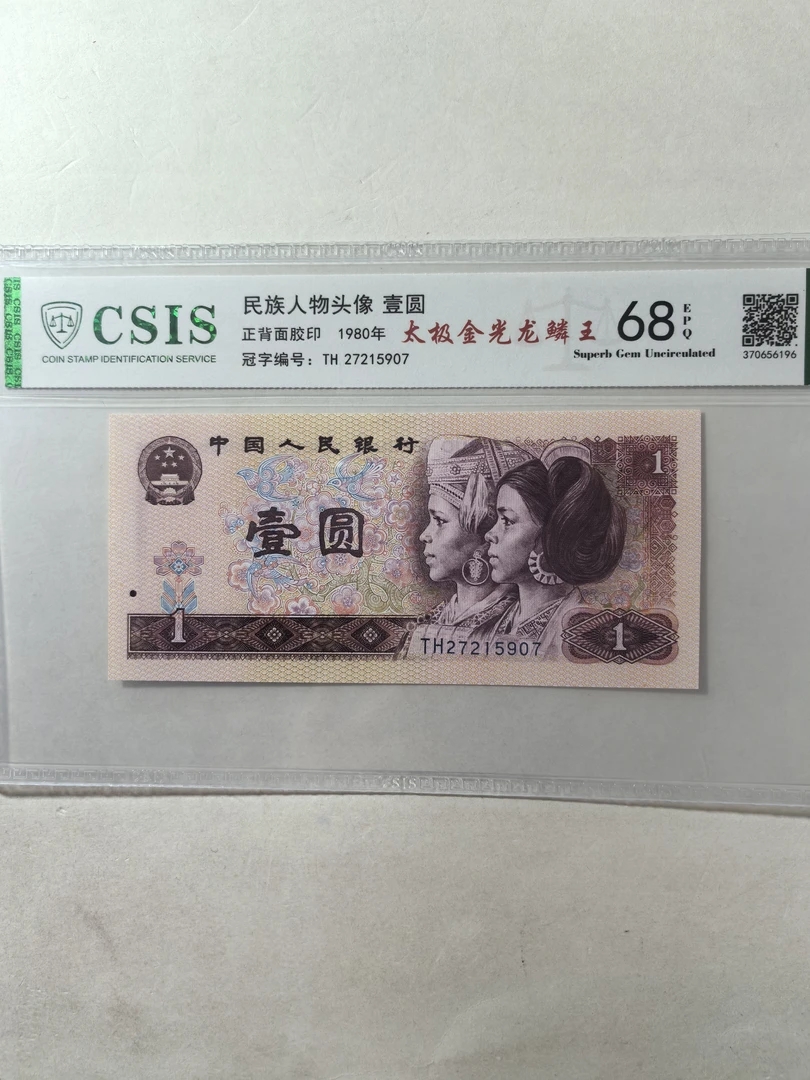 CSIS
COIN STAMP IDENTIFICATION SERVICE
民族人物头像 壹圆
正背面胶印 1980年 太极金光龙鳞王
冠字编号：TH 27215907
68 EPQ
Superb Gem Uncirculated
370656196
中国人民银行
1
壹圆
1
TH27215907
1